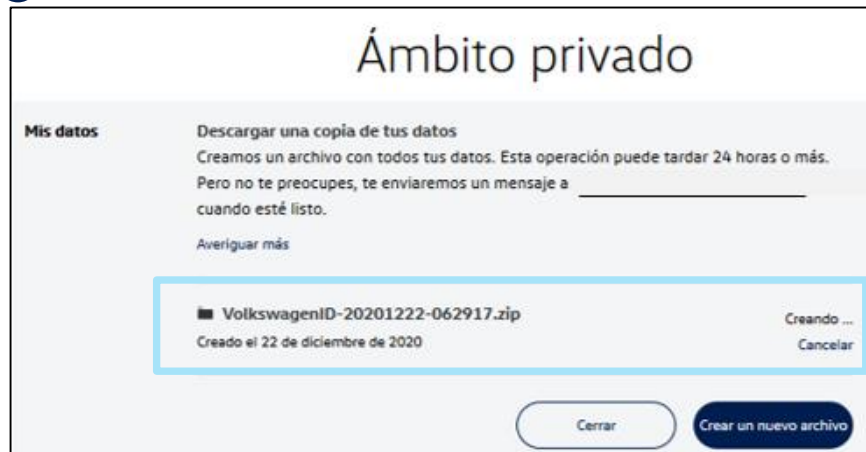 Ámbito privado
Mis datos
Descargar una copia de tus datos
Creamos un archivo con todos tus datos. Esta operación puede tardar 24 horas o más.
Pero no te preocupes, te enviaremos un mensaje a
cuando esté listo.
Averiguar más
VolkswagenID-20201222-062917.zip
Creando ...
Creado el 22 de diciembre de 2020
Cancelar
Cerrar
Crear un nuevo archivo